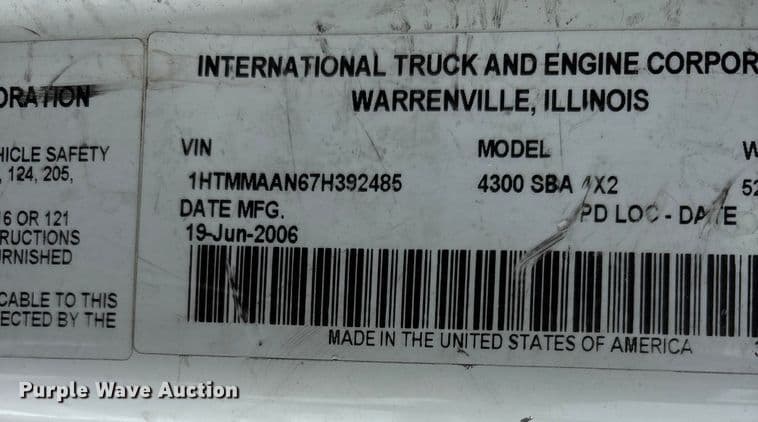 ORATION
HICLE SAFETY
, 124, 205,
16 OR 121
RUCTIONS
RNISHED
CABLE TO THIS
ECTED BY THE
INTERNATIONAL TRUCK AND ENGINE CORPOR
WARRENVILLE, ILLINOIS
VIN MODEL W
1HTMMAAN67H392485 4300 SBA 4X2 52
DATE MFG. PD LOC - DATE
19-Jun-2006
MADE IN THE UNITED STATES OF AMERICA
Purple Wave Auction